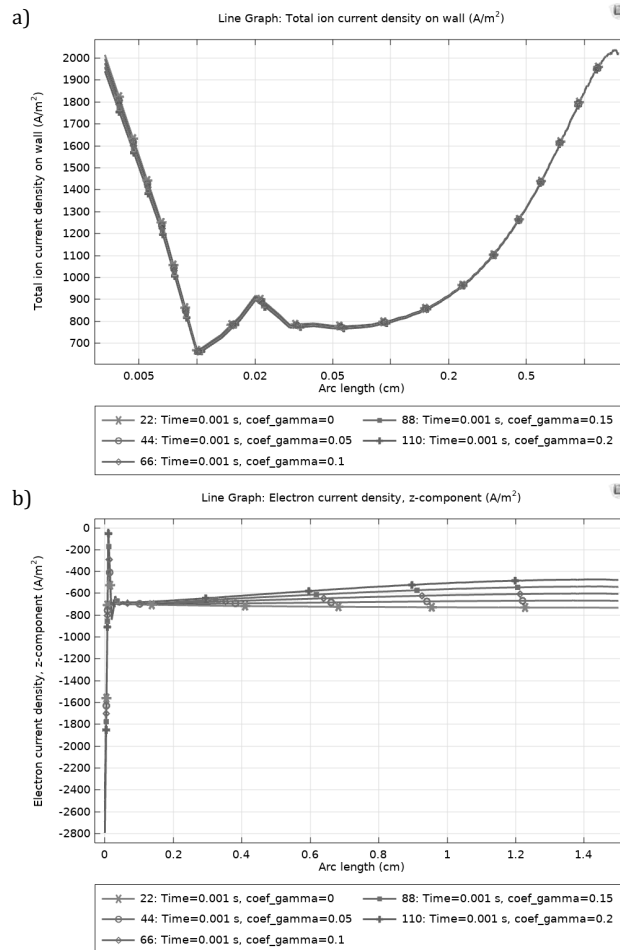 a)
Line Graph: Total ion current density on wall (A/m²)
Total ion current density on wall (A/m²)
2000
1900
1800
1700
1600
1500
1400
1300
1200
1100
1000
900
800
700
0.005 0.02 0.05 0.2 0.5
Arc length (cm)
22: Time=0.001 s, coef_gamma=0 88: Time=0.001 s, coef_gamma=0.15
44: Time=0.001 s, coef_gamma=0.05 110: Time=0.001 s, coef_gamma=0.2
66: Time=0.001 s, coef_gamma=0.1
b)
Line Graph: Electron current density, z-component (A/m²)
Electron current density, z-component (A/m²)
0
-200
-400
-600
-800
-1000
-1200
-1400
-1600
-1800
-2000
-2200
-2400
-2600
-2800
0 0.2 0.4 0.6 0.8 1 1.2 1.4
Arc length (cm)
22: Time=0.001 s, coef_gamma=0 88: Time=0.001 s, coef_gamma=0.15
44: Time=0.001 s, coef_gamma=0.05 110: Time=0.001 s, coef_gamma=0.2
66: Time=0.001 s, coef_gamma=0.1